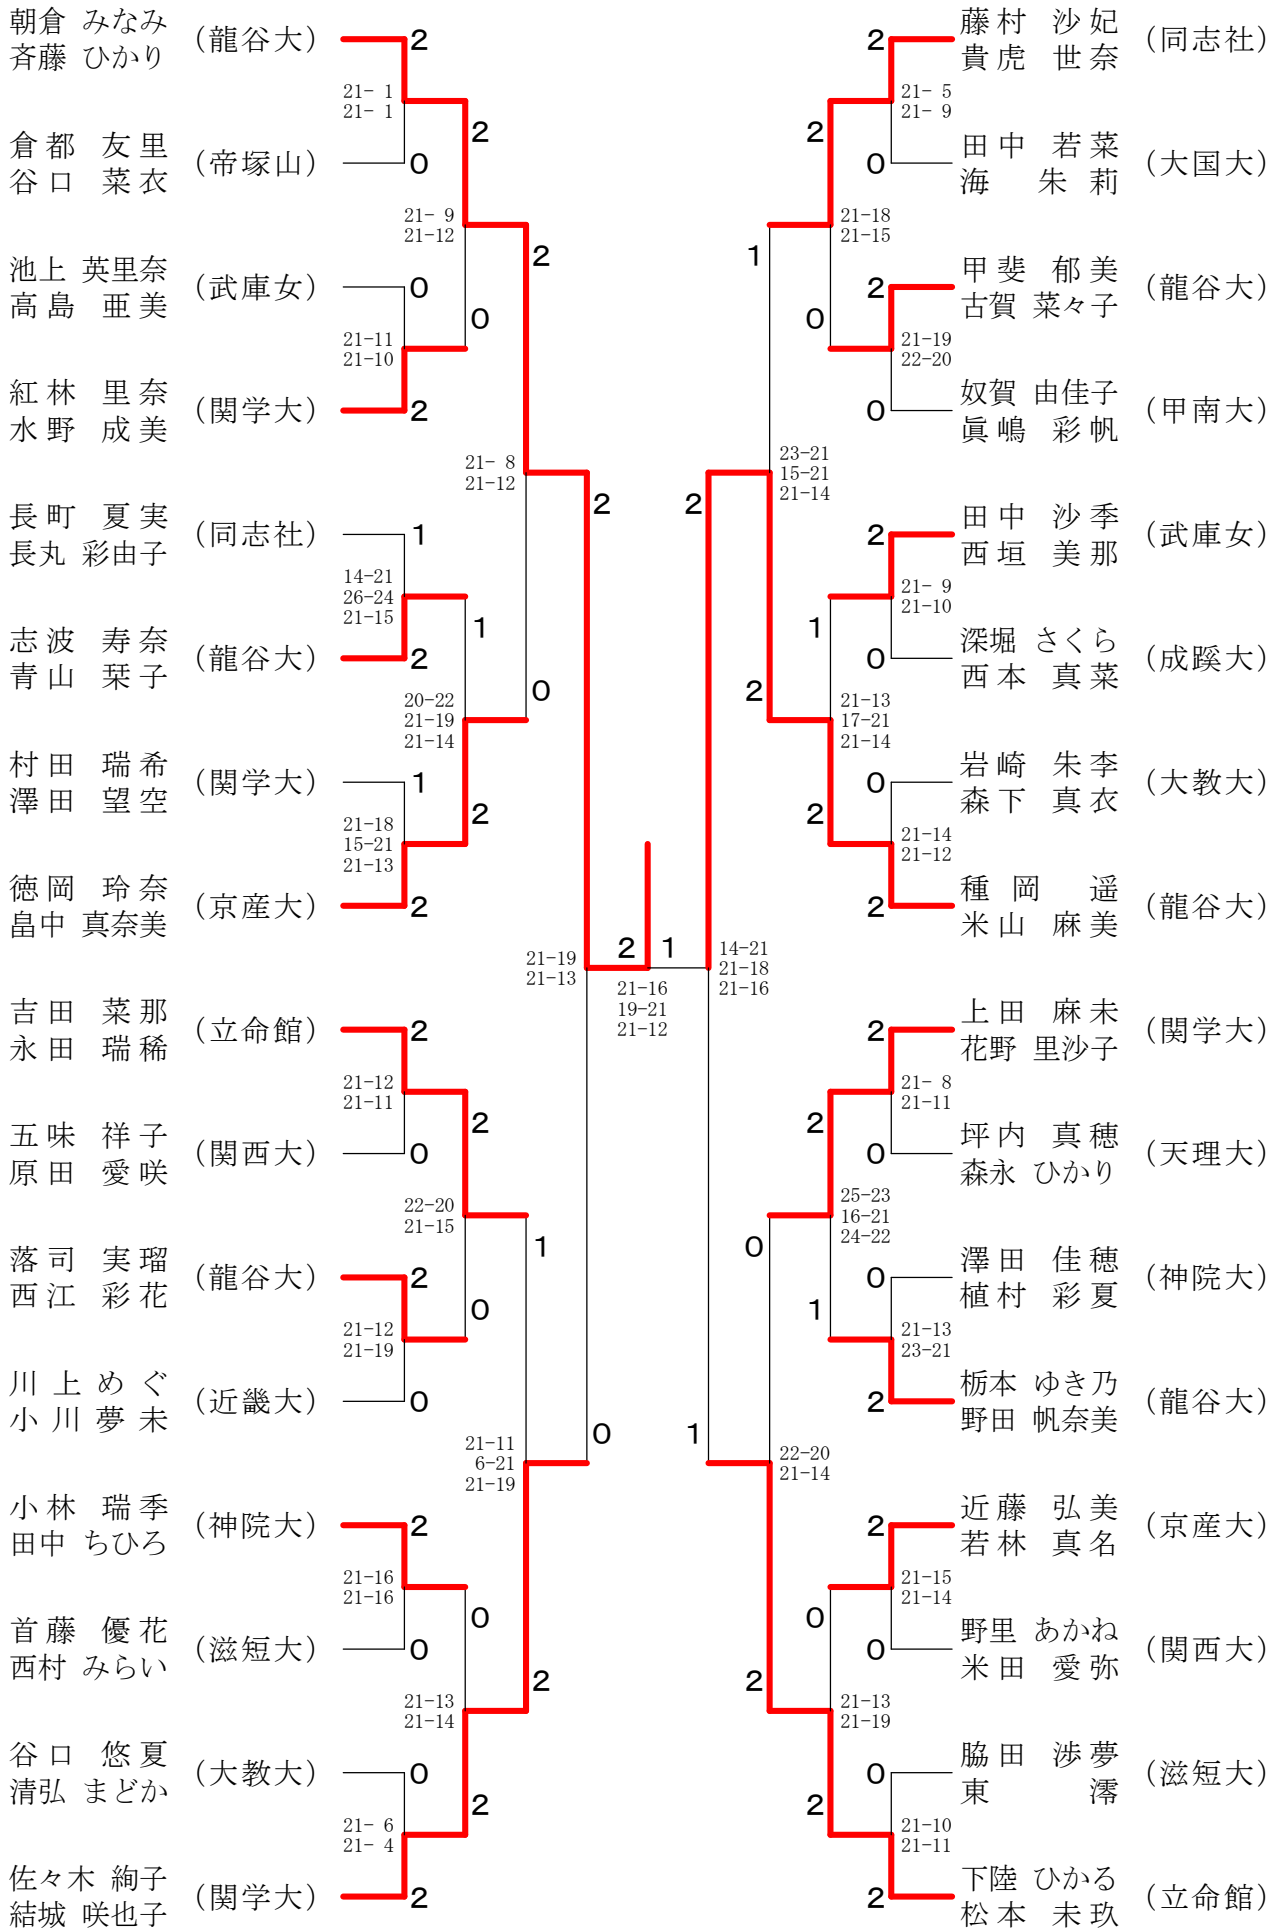 朝倉 みなみ
斉藤 ひかり
(龍谷大)
2
21- 1
21- 1
2
倉都 友里
谷口 菜衣
(帝塚山)
0
21- 9
21-12
2
池上 英里奈
高島 亜美
(武庫女)
0
0
21-11
21-10
紅林 里奈
水野 成美
(関学大)
2
21- 8
21-12
2
長町 夏実
長丸 彩由子
(同志社)
1
14-21
26-24
21-15
1
志波 寿奈
青山 栞子
(龍谷大)
2
20-22
21-19
21-14
0
村田 瑞希
澤田 望空
(関学大)
1
2
21-18
15-21
21-13
徳岡 玲奈
畠中 真奈美
(京産大)
2
21-19
21-13
2
1
21-16
19-21
21-12
吉田 菜那
永田 瑞稀
(立命館)
2
21-12
21-11
2
五味 祥子
原田 愛咲
(関西大)
0
22-20
21-15
1
落司 実瑠
西江 彩花
(龍谷大)
2
0
21-12
21-19
川上 めぐ
小川 夢未
(近畿大)
0
21-11
6-21
21-19
0
小林 瑞季
田中 ちひろ
(神院大)
2
21-16
21-16
0
首藤 優花
西村 みらい
(滋短大)
0
21-13
21-14
2
谷口 悠夏
清弘 まどか
(大教大)
0
2
21- 6
21- 4
佐々木 絢子
結城 咲也子
(関学大)
2
藤村 沙妃
貴虎 世奈
(同志社)
2
21- 5
21- 9
2
田中 若菜
海 朱莉
(大国大)
0
21-18
21-15
1
甲斐 郁美
古賀 菜々子
(龍谷大)
2
0
21-19
22-20
奴賀 由佳子
眞嶋 彩帆
(甲南大)
0
23-21
15-21
21-14
2
田中 沙季
西垣 美那
(武庫女)
2
21- 9
21-10
1
深堀 さくら
西本 真菜
(成蹊大)
0
21-13
17-21
21-14
2
岩崎 朱李
森下 真衣
(大教大)
0
2
21-14
21-12
種岡 遥
米山 麻美
(龍谷大)
2
14-21
21-18
21-16
上田 麻未
花野 里沙子
(関学大)
2
21- 8
21-11
2
坪内 真穂
森永 ひかり
(天理大)
0
25-23
16-21
24-22
0
澤田 佳穂
植村 彩夏
(神院大)
0
1
21-13
23-21
栃本 ゆき乃
野田 帆奈美
(龍谷大)
2
22-20
21-14
1
近藤 弘美
若林 真名
(京産大)
2
21-15
21-14
0
野里 あかね
米田 愛弥
(関西大)
0
21-13
21-19
2
脇田 渉夢
東 澪
(滋短大)
0
2
21-10
21-11
下陸 ひかる
松本 未玖
(立命館)
2